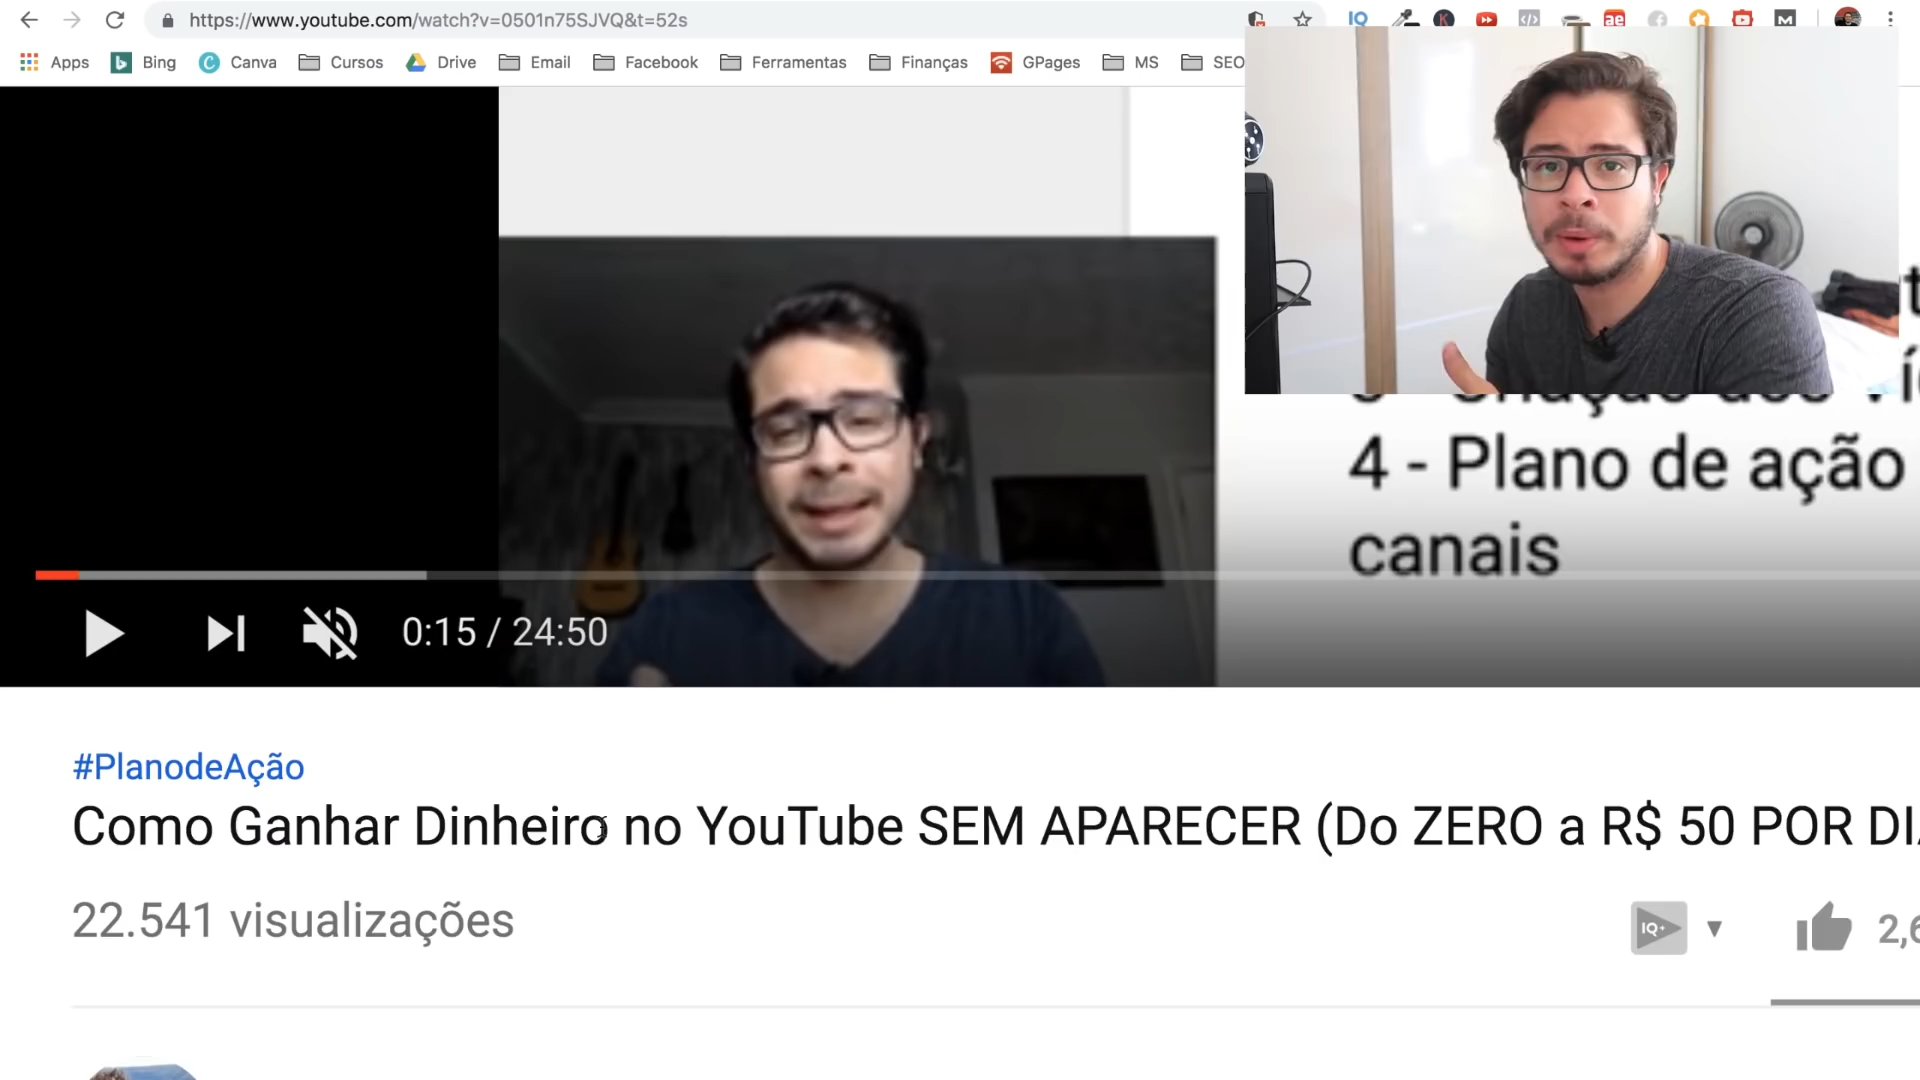 https://www.youtube.com/watch?v=0501n75SJVQ&t=52s
Apps Bing Canva Cursos Drive Email Facebook Ferramentas Finanças GPages MS SEO
4 - Plano de ação
canais
0:15 / 24:50
#PlanodeAção
Como Ganhar Dinheiro no YouTube SEM APARECER (Do ZERO a R$ 50 POR
22.541 visualizações
IQ+